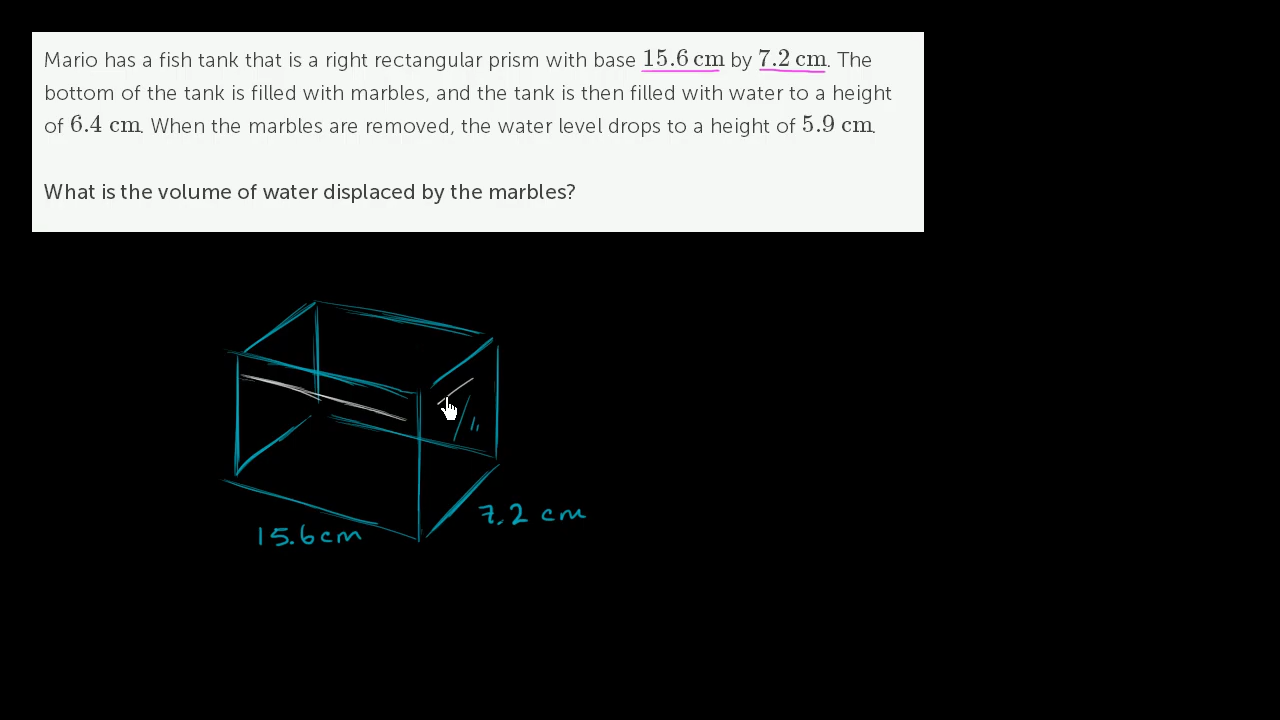 Mario has a fish tank that is a right rectangular prism with base 15.6 cm by 7.2 cm. The
bottom of the tank is filled with marbles, and the tank is then filled with water to a height
of 6.4 cm. When the marbles are removed, the water level drops to a height of 5.9 cm.
What is the volume of water displaced by the marbles?
7.2 cm
15.6cm